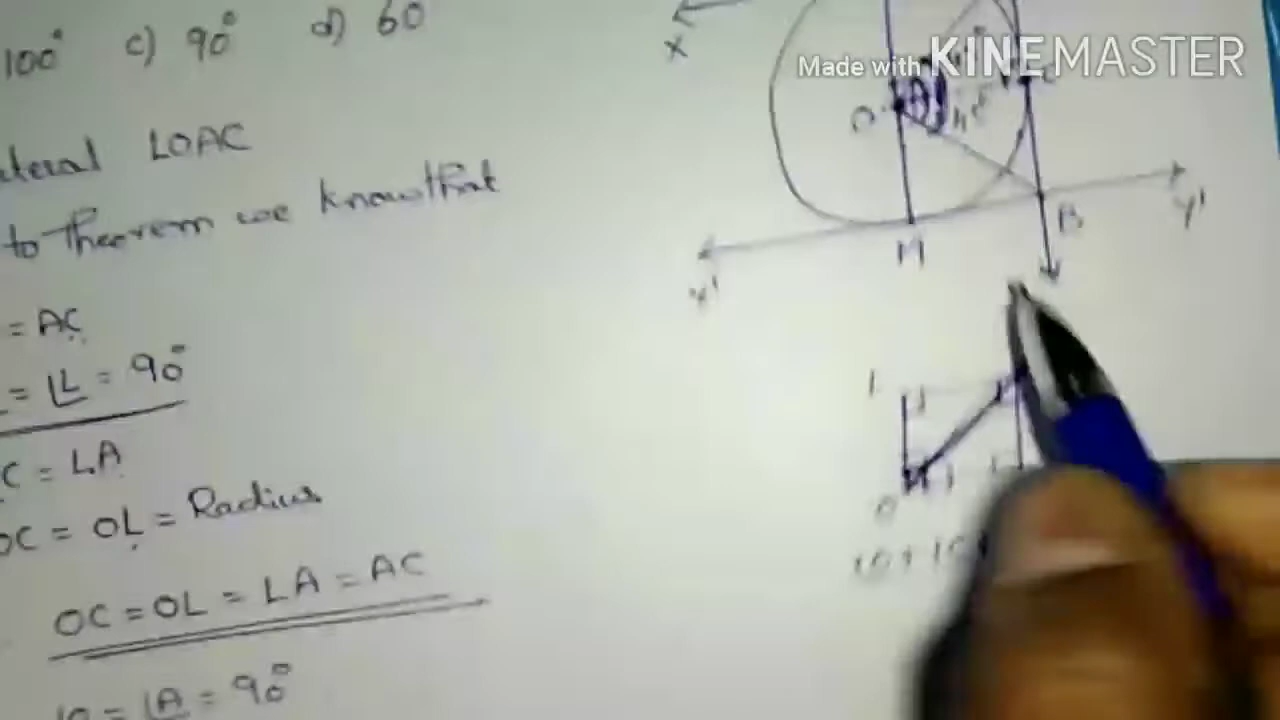 100° c) 90° d) 60
LOAC
to Theorem we know that
= AC
= ∠L = 90°
C = LA
OC = OL = Radius
OC = OL = LA = AC
= ∠A = 90°
X
Made with KINEMASTER
M
B
Y'
X'
L
O